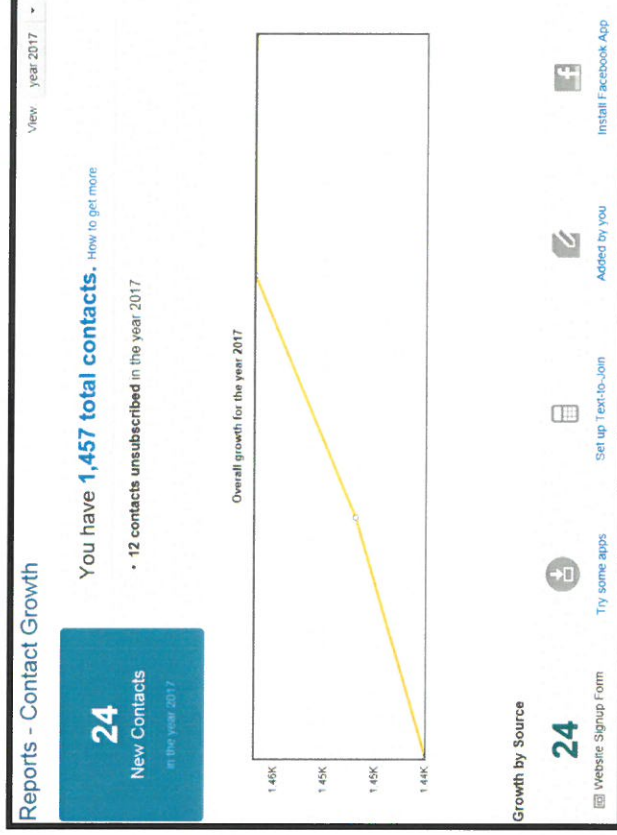 Reports - Contact Growth
View year 2017
24
New Contacts
in the year 2017
You have 1,457 total contacts. How to get more
• 12 contacts unsubscribed in the year 2017
Overall growth for the year 2017
1.46K
1.45K
1.45K
1.44K
Growth by Source
24
Website Signup Form
Try some apps
Set up Text-to-Join
Added by you
Install Facebook App